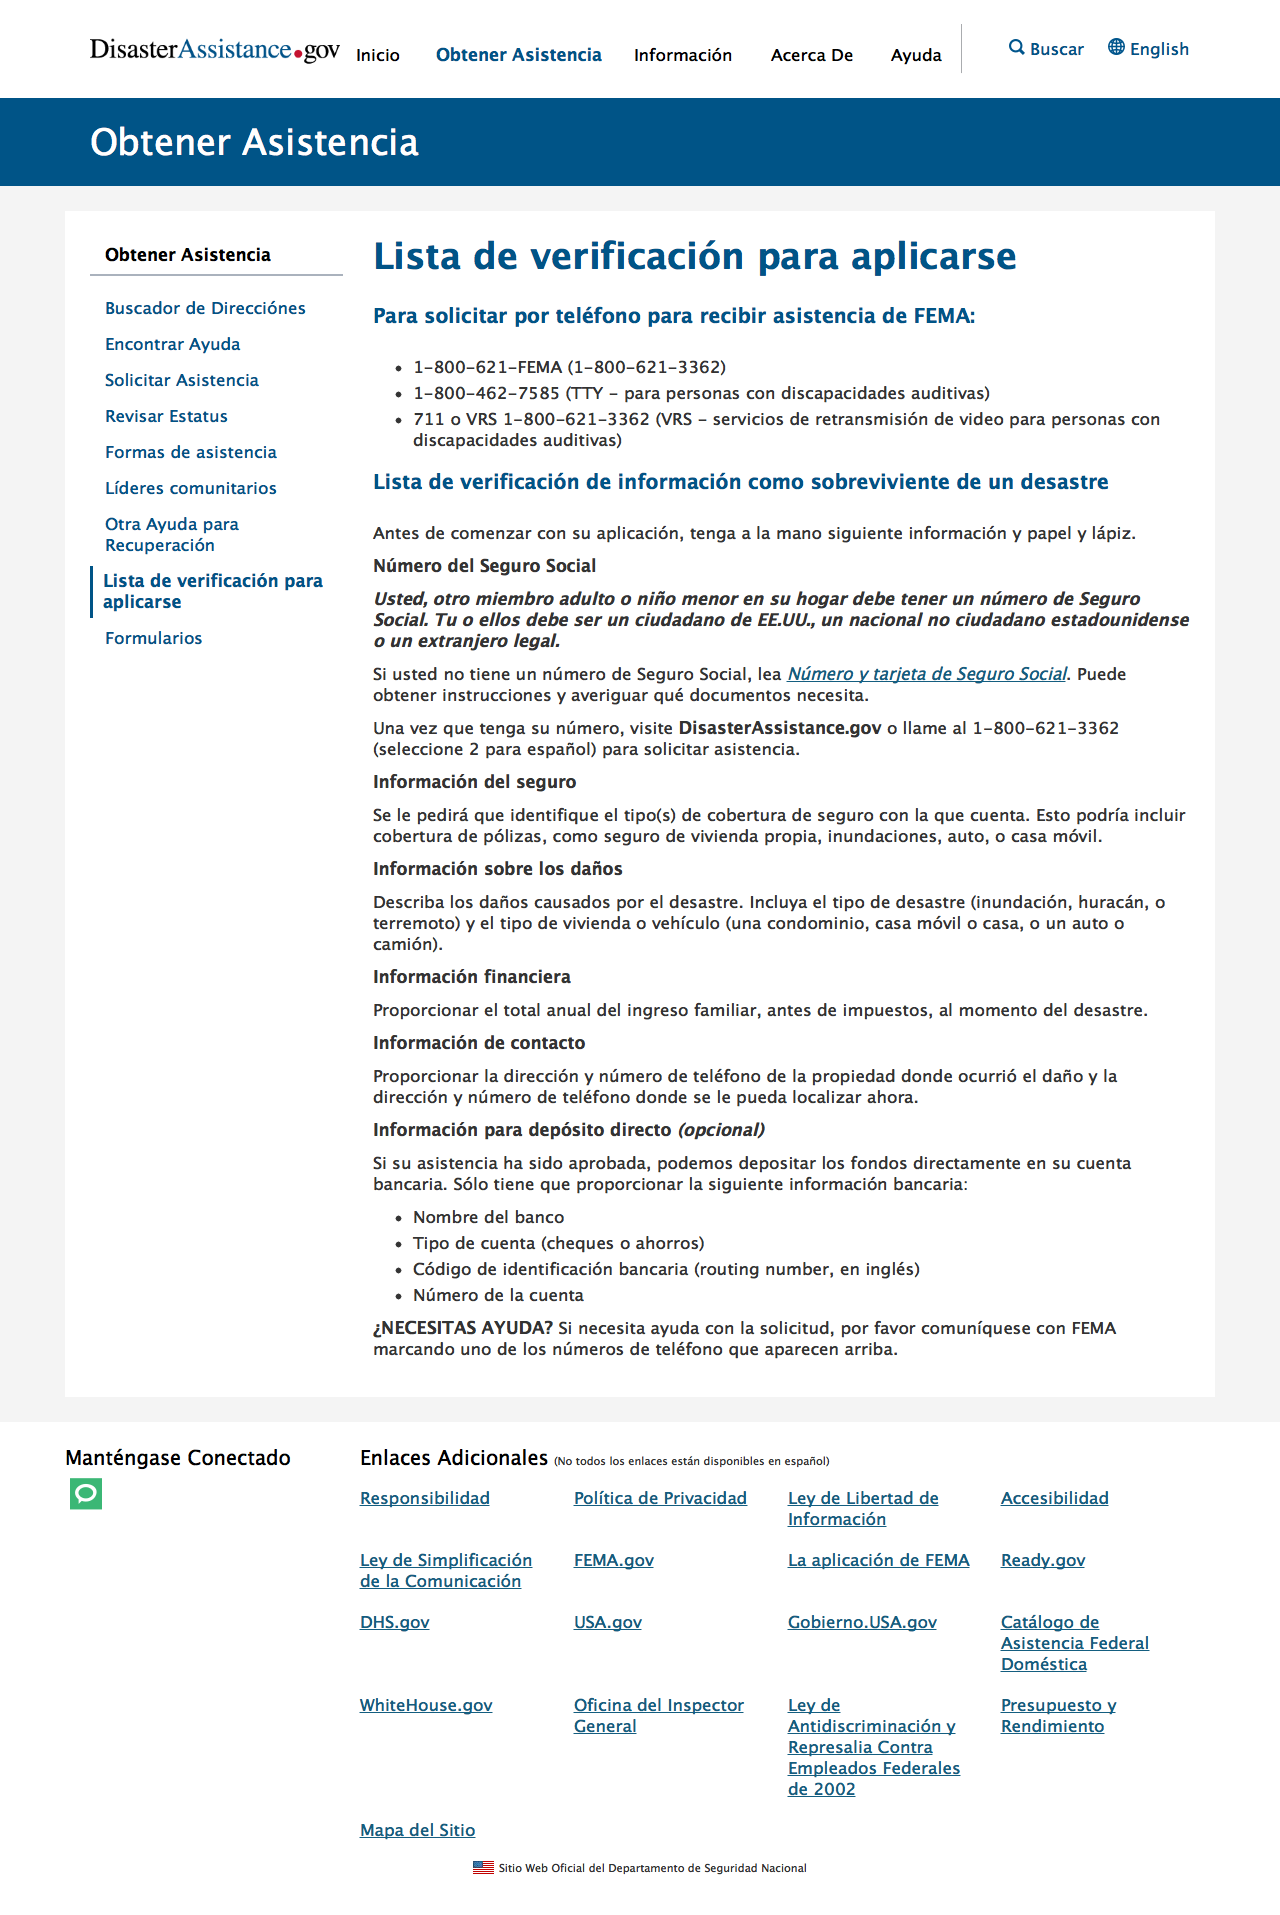 DisasterAssistance.gov
Inicio
Obtener Asistencia
Información
Acerca De
Ayuda
Buscar
English
Obtener Asistencia
Obtener Asistencia
Buscador de Direcciónes
Encontrar Ayuda
Solicitar Asistencia
Revisar Estatus
Formas de asistencia
Líderes comunitarios
Otra Ayuda para
Recuperación
Lista de verificación para
aplicarse
Formularios
Lista de verificación para aplicarse
Para solicitar por teléfono para recibir asistencia de FEMA:
• 1-800-621-FEMA (1-800-621-3362)
• 1-800-462-7585 (TTY - para personas con discapacidades auditivas)
• 711 o VRS 1-800-621-3362 (VRS - servicios de retransmisión de video para personas con
discapacidades auditivas)
Lista de verificación de información como sobreviviente de un desastre
Antes de comenzar con su aplicación, tenga a la mano siguiente información y papel y lápiz.
Número del Seguro Social
Usted, otro miembro adulto o niño menor en su hogar debe tener un número de Seguro
Social. Tu o ellos debe ser un ciudadano de EE.UU., un nacional no ciudadano estadounidense
o un extranjero legal.
Si usted no tiene un número de Seguro Social, lea Número y tarjeta de Seguro Social. Puede
obtener instrucciones y averiguar qué documentos necesita.
Una vez que tenga su número, visite DisasterAssistance.gov o llame al 1-800-621-3362
(seleccione 2 para español) para solicitar asistencia.
Información del seguro
Se le pedirá que identifique el tipo(s) de cobertura de seguro con la que cuenta. Esto podría incluir
cobertura de pólizas, como seguro de vivienda propia, inundaciones, auto, o casa móvil.
Información sobre los daños
Describa los daños causados por el desastre. Incluya el tipo de desastre (inundación, huracán, o
terremoto) y el tipo de vivienda o vehículo (una condominio, casa móvil o casa, o un auto o
camión).
Información financiera
Proporcionar el total anual del ingreso familiar, antes de impuestos, al momento del desastre.
Información de contacto
Proporcionar la dirección y número de teléfono de la propiedad donde ocurrió el daño y la
dirección y número de teléfono donde se le pueda localizar ahora.
Información para depósito directo (opcional)
Si su asistencia ha sido aprobada, podemos depositar los fondos directamente en su cuenta
bancaria. Sólo tiene que proporcionar la siguiente información bancaria:
• Nombre del banco
• Tipo de cuenta (cheques o ahorros)
• Código de identificación bancaria (routing number, en inglés)
• Número de la cuenta
¿NECESITAS AYUDA? Si necesita ayuda con la solicitud, por favor comuníquese con FEMA
marcando uno de los números de teléfono que aparecen arriba.
Manténgase Conectado
Enlaces Adicionales (No todos los enlaces están disponibles en español)
Responsibilidad
Política de Privacidad
Ley de Libertad de
Información
Accesibilidad
Ley de Simplificación
de la Comunicación
FEMA.gov
La aplicación de FEMA
Ready.gov
DHS.gov
USA.gov
Gobierno.USA.gov
Catálogo de
Asistencia Federal
Doméstica
WhiteHouse.gov
Oficina del Inspector
General
Ley de
Antidiscriminación y
Represalia Contra
Empleados Federales
de 2002
Presupuesto y
Rendimiento
Mapa del Sitio
Sitio Web Oficial del Departamento de Seguridad Nacional